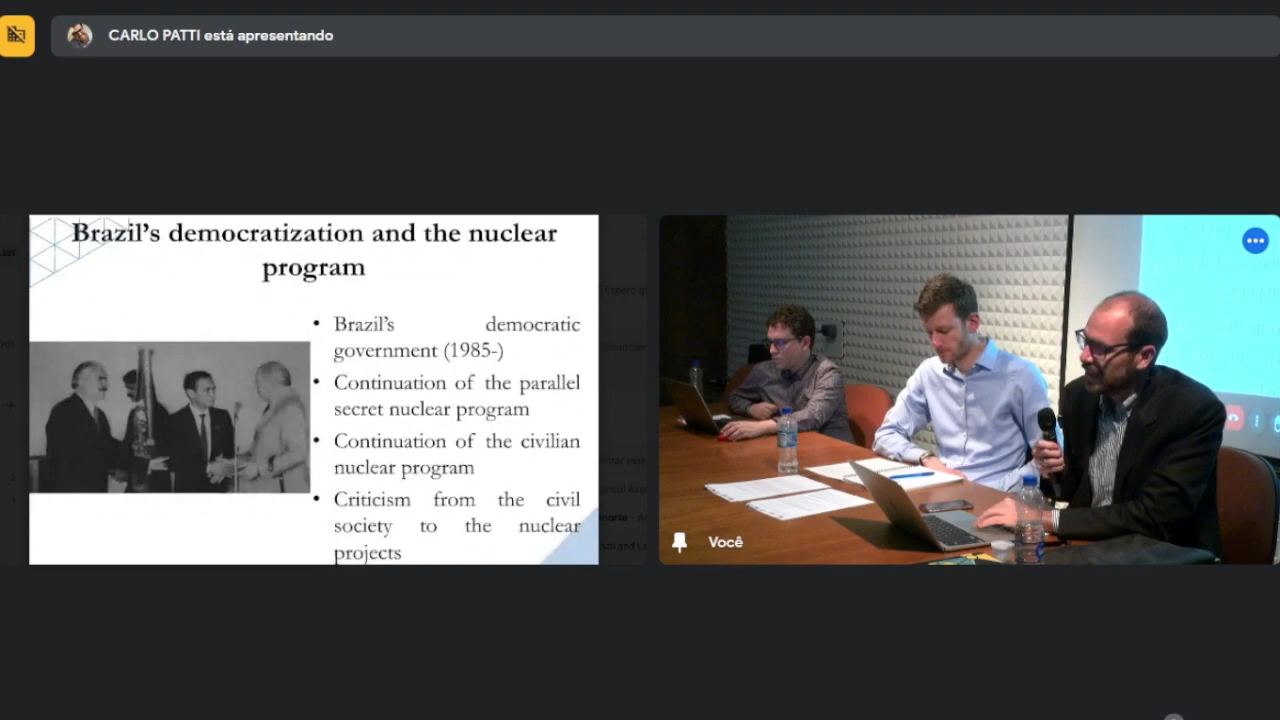 CARLO PATTI está apresentando
Brazil's democratization and the nuclear
program
• Brazil's democratic
government (1985-)
• Continuation of the parallel
secret nuclear program
• Continuation of the civilian
nuclear program
• Criticism from the civil
society to the nuclear
projects
Você